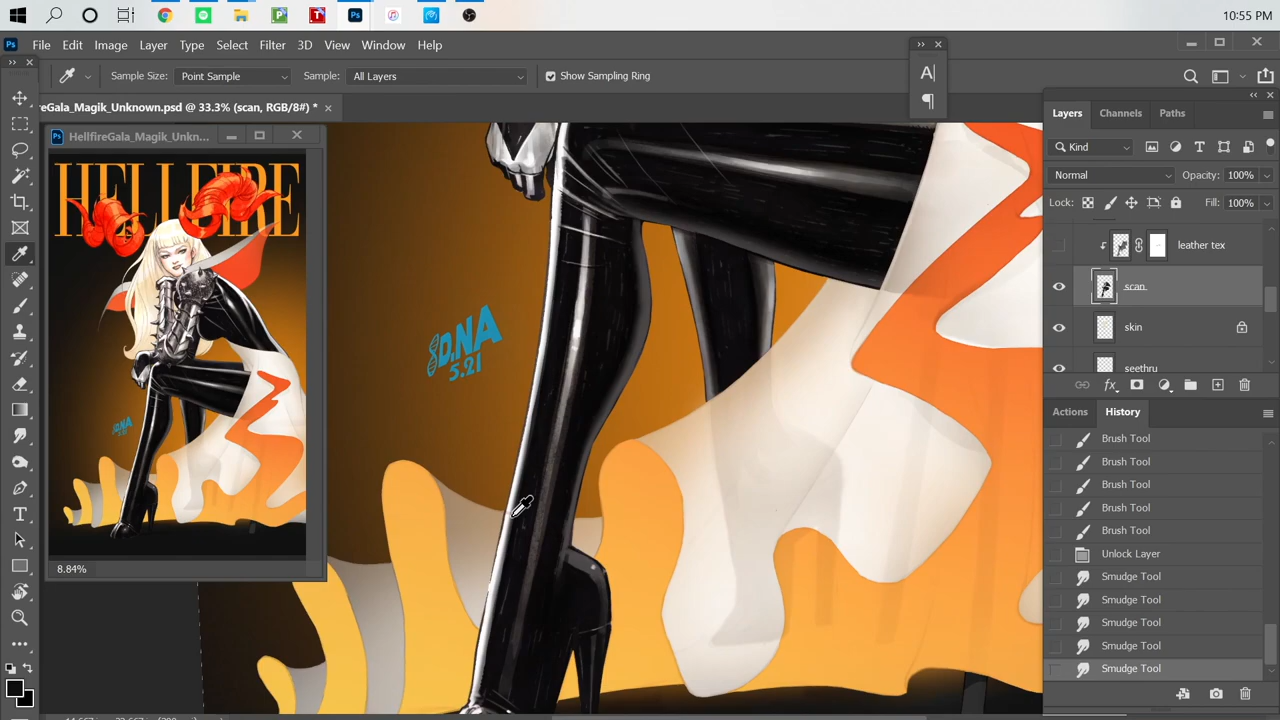 10:55 PM
File Edit Image Layer Type Select Filter 3D View Window Help
Sample Size: Point Sample Sample: All Layers Show Sampling Ring
ireGala_Magik_Unknown.psd @ 33.3% (scan, RGB/8#) *
HellfireGala_Magik_Unkn...
HELLFIRE
8.84%
D.NA
5.21
Layers Channels Paths
Kind
Normal Opacity: 100%
Lock: Fill: 100%
leather tex
scan
skin
seethru
Actions History
Brush Tool
Brush Tool
Brush Tool
Brush Tool
Brush Tool
Unlock Layer
Smudge Tool
Smudge Tool
Smudge Tool
Smudge Tool
Smudge Tool